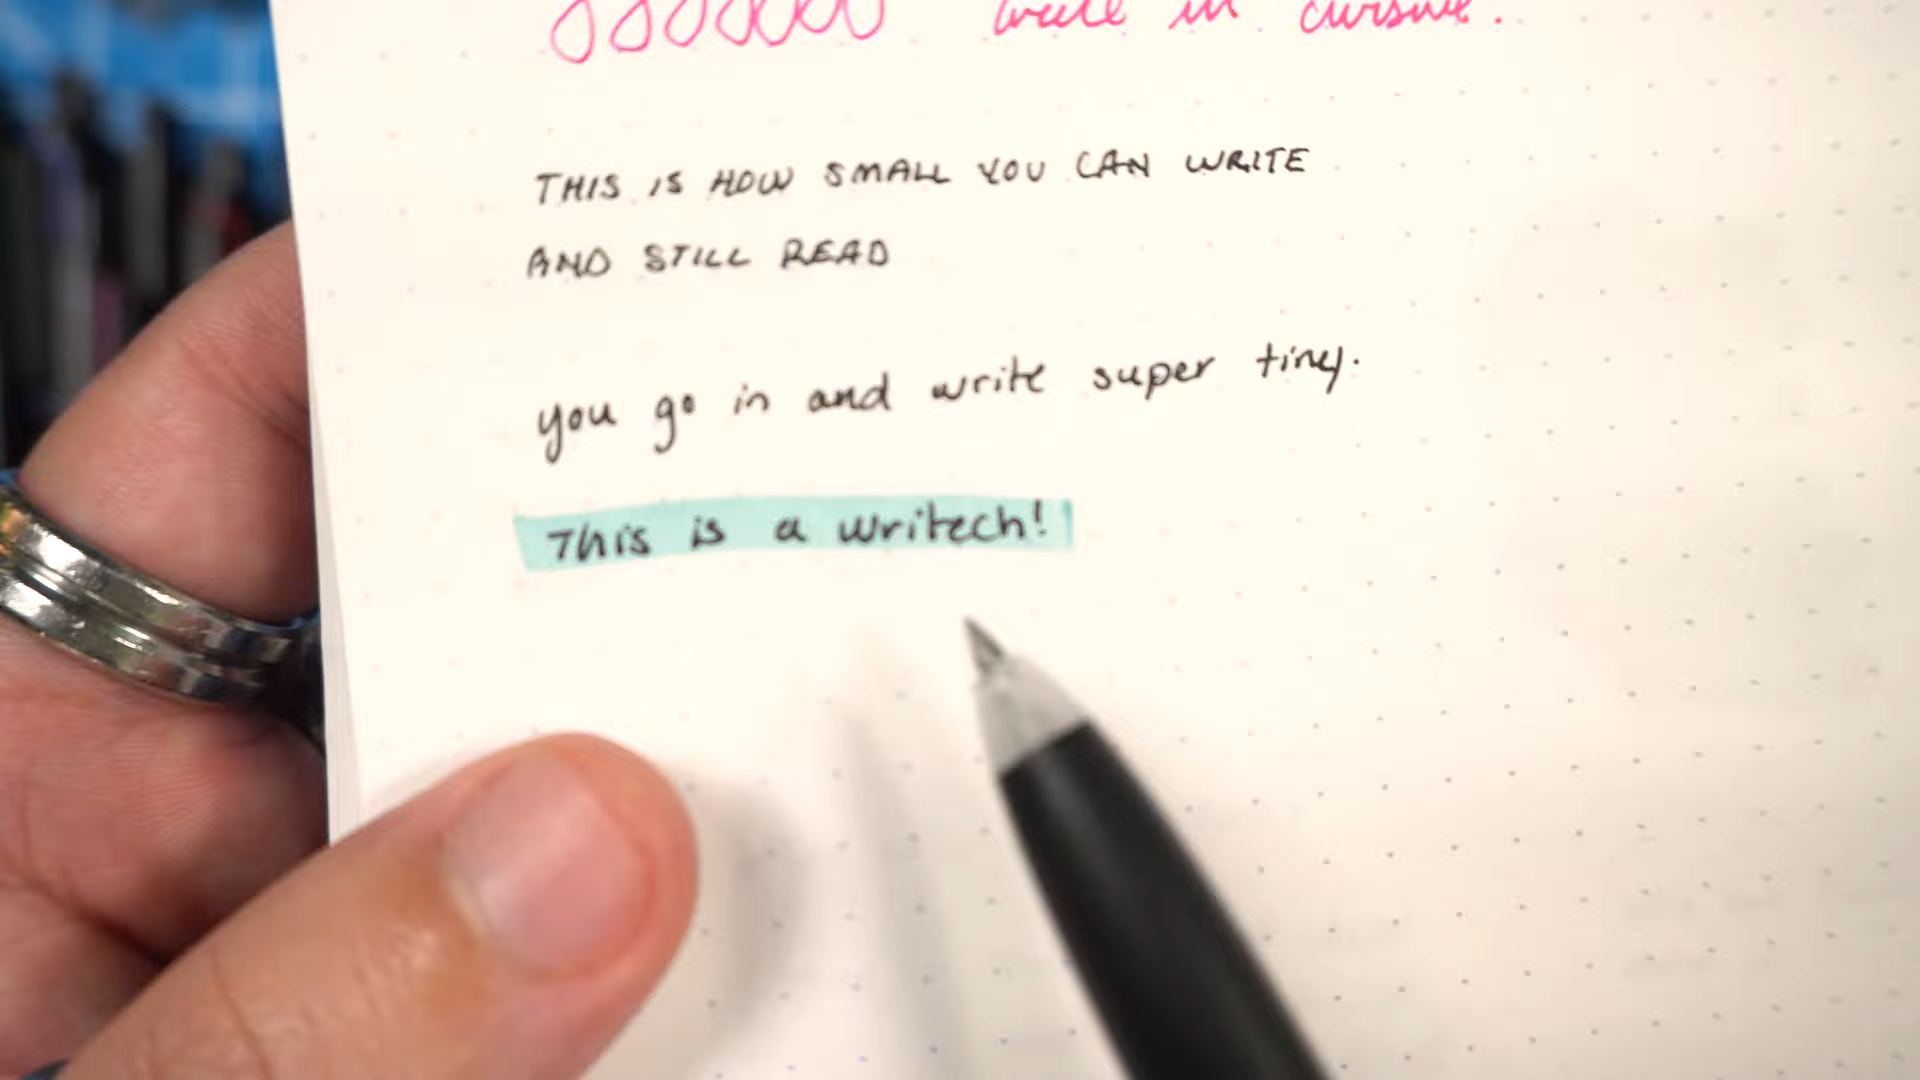 write in cursive.
THIS IS HOW SMALL YOU CAN WRITE
AND STILL READ
you go in and write super tiny.
This is a writech!